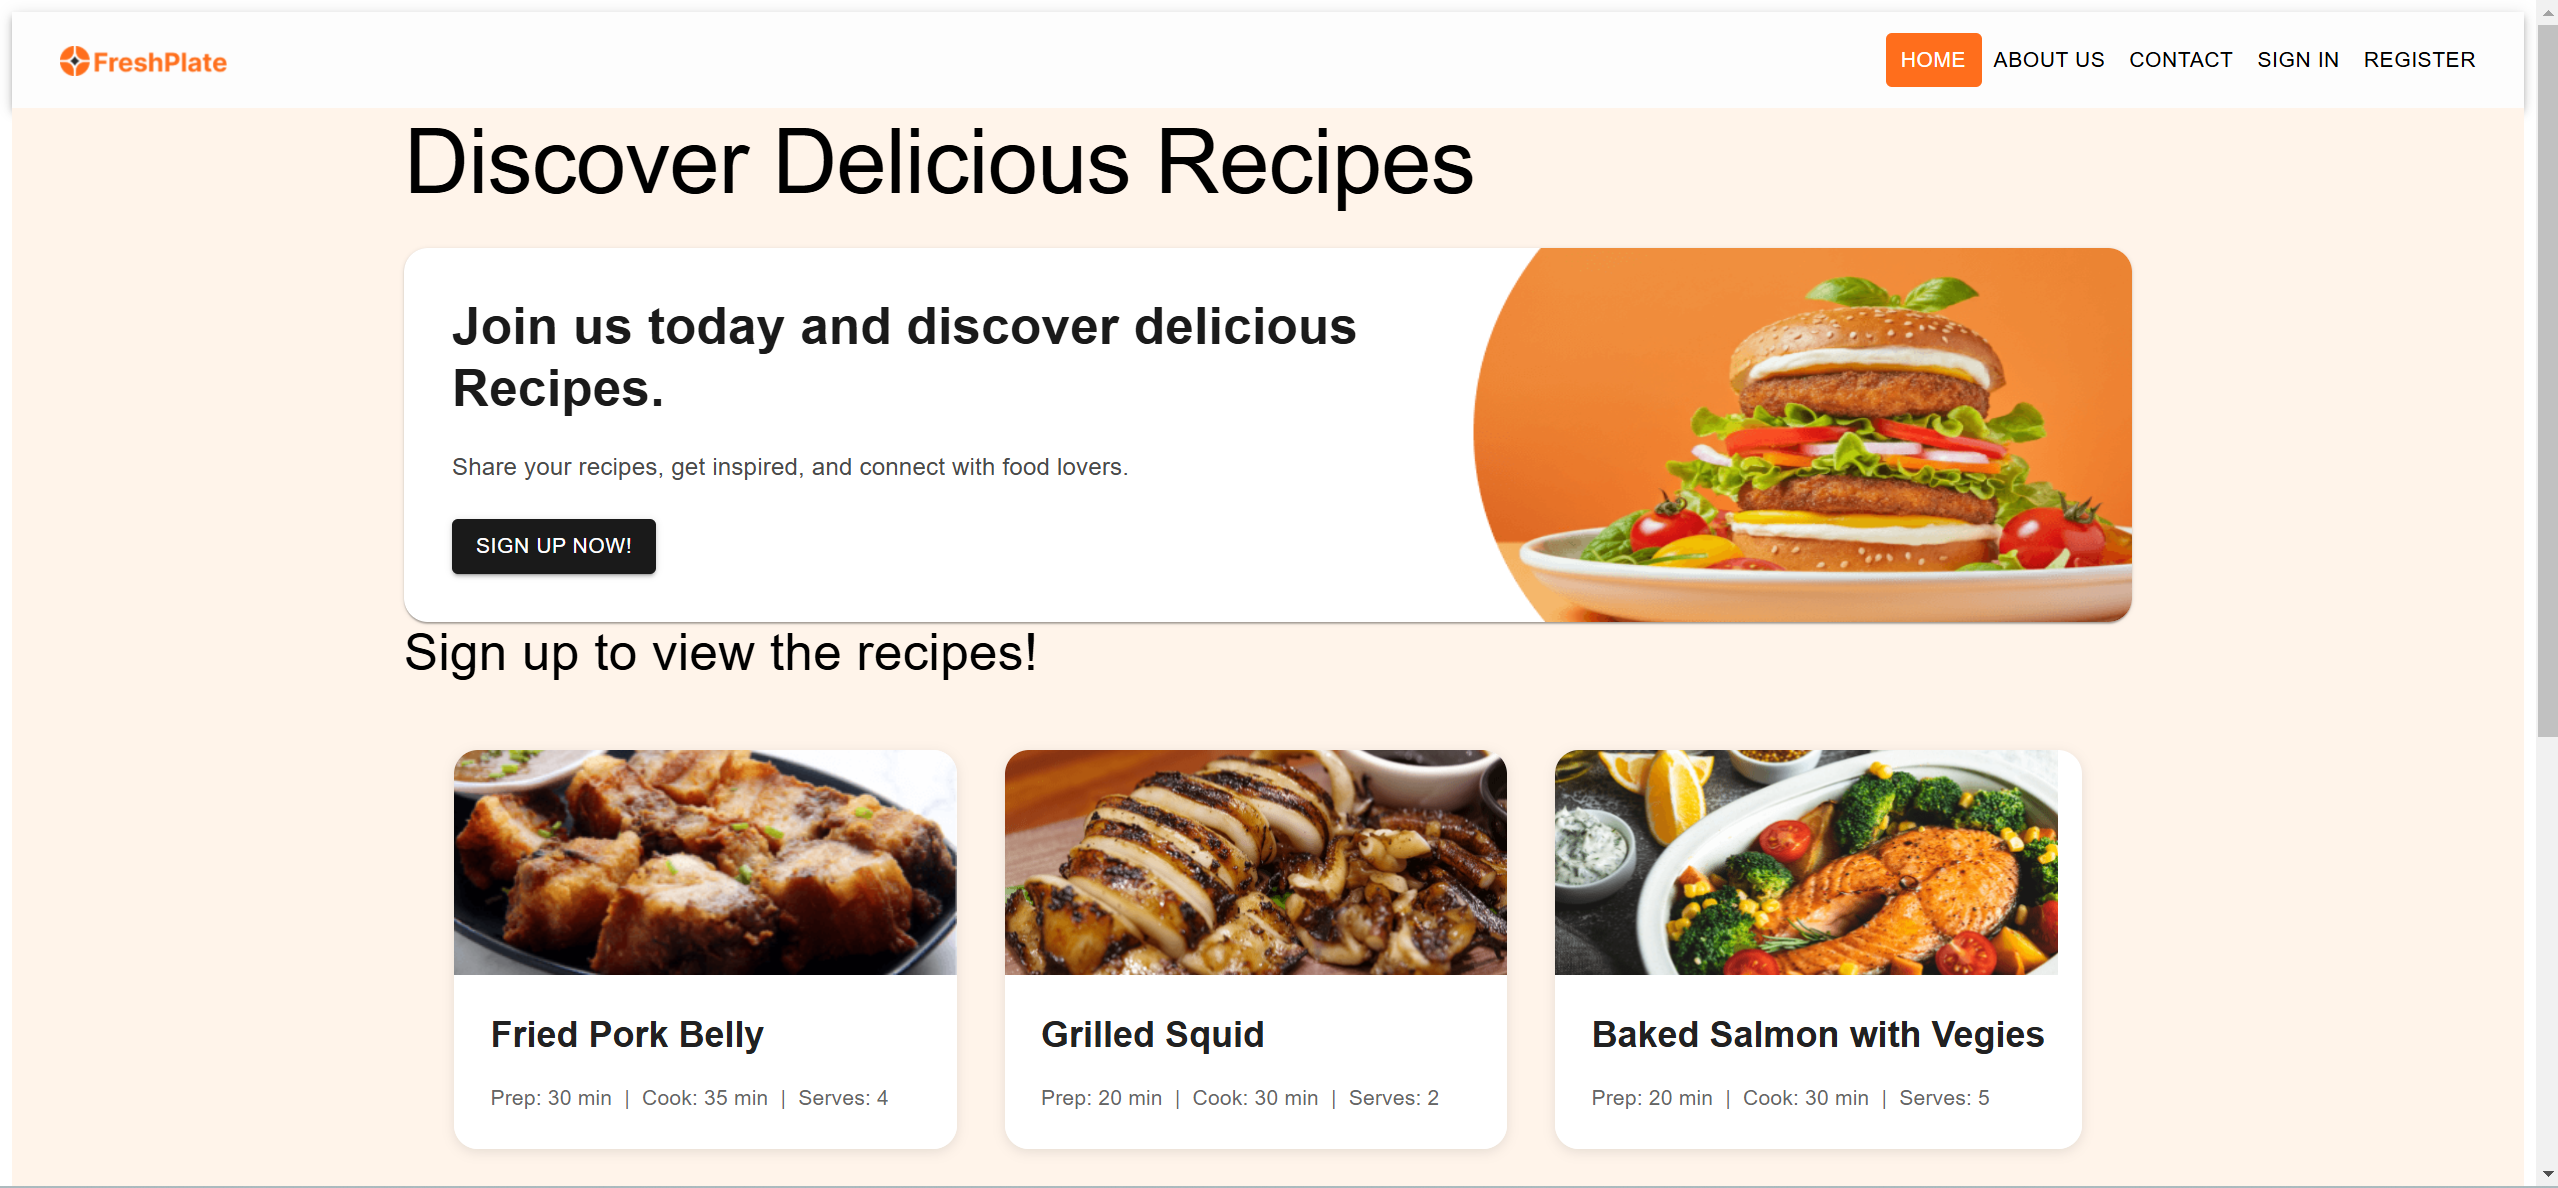 FreshPlate
HOME ABOUT US CONTACT SIGN IN REGISTER
Discover Delicious Recipes
Join us today and discover delicious
Recipes.
Share your recipes, get inspired, and connect with food lovers.
SIGN UP NOW!
Sign up to view the recipes!
Fried Pork Belly
Prep: 30 min | Cook: 35 min | Serves: 4
Grilled Squid
Prep: 20 min | Cook: 30 min | Serves: 2
Baked Salmon with Vegies
Prep: 20 min | Cook: 30 min | Serves: 5